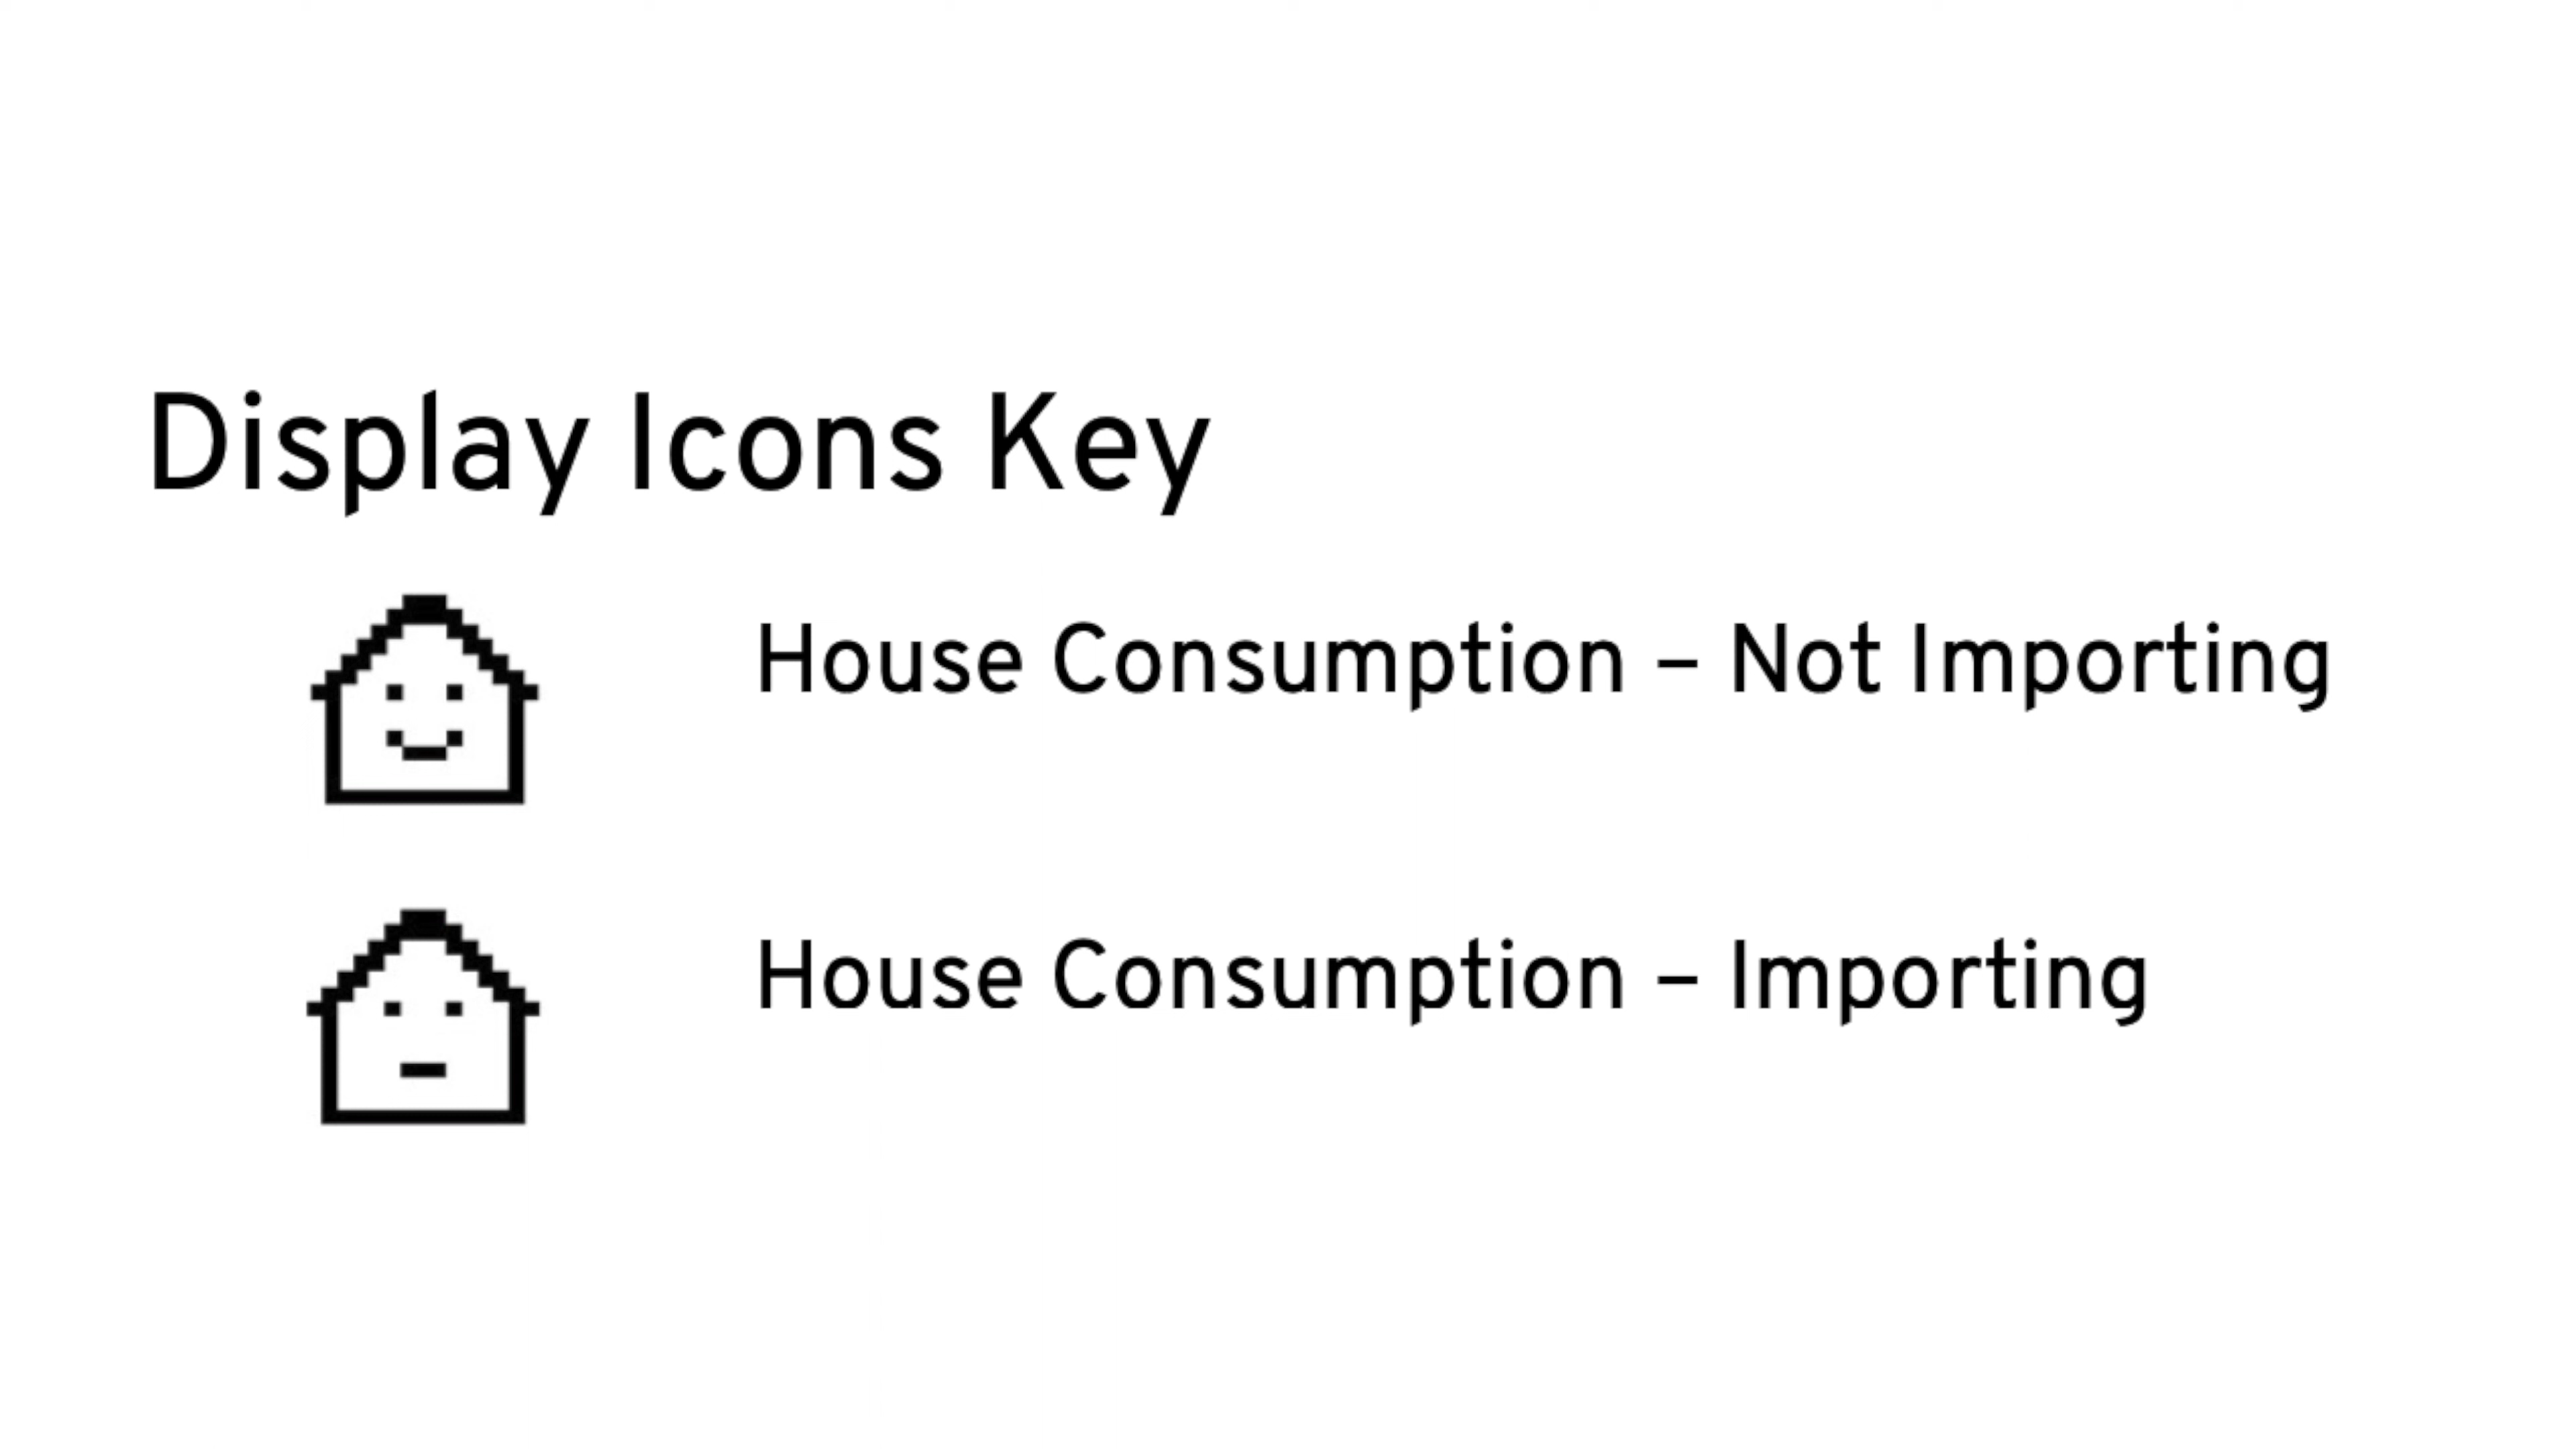 Display Icons Key
House Consumption – Not Importing
House Consumption – Importing